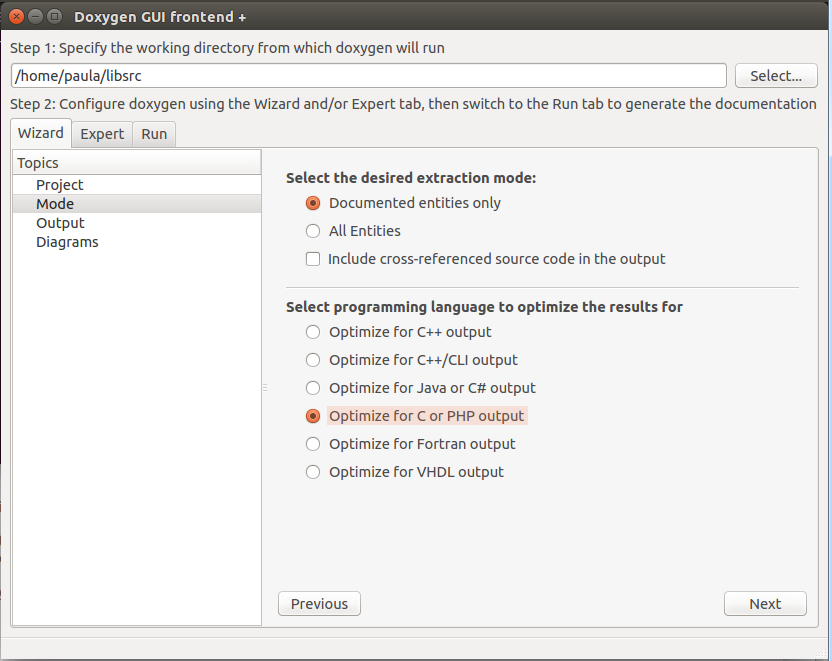 Doxygen GUI frontend +
Step 1: Specify the working directory from which doxygen will run
/home/paula/libsrc
Select...
Step 2: Configure doxygen using the Wizard and/or Expert tab, then switch to the Run tab to generate the documentation
Wizard Expert Run
Topics
Project
Mode
Output
Diagrams
Select the desired extraction mode:
Documented entities only
All Entities
Include cross-referenced source code in the output
Select programming language to optimize the results for
Optimize for C++ output
Optimize for C++/CLI output
Optimize for Java or C# output
Optimize for C or PHP output
Optimize for Fortran output
Optimize for VHDL output
Previous
Next